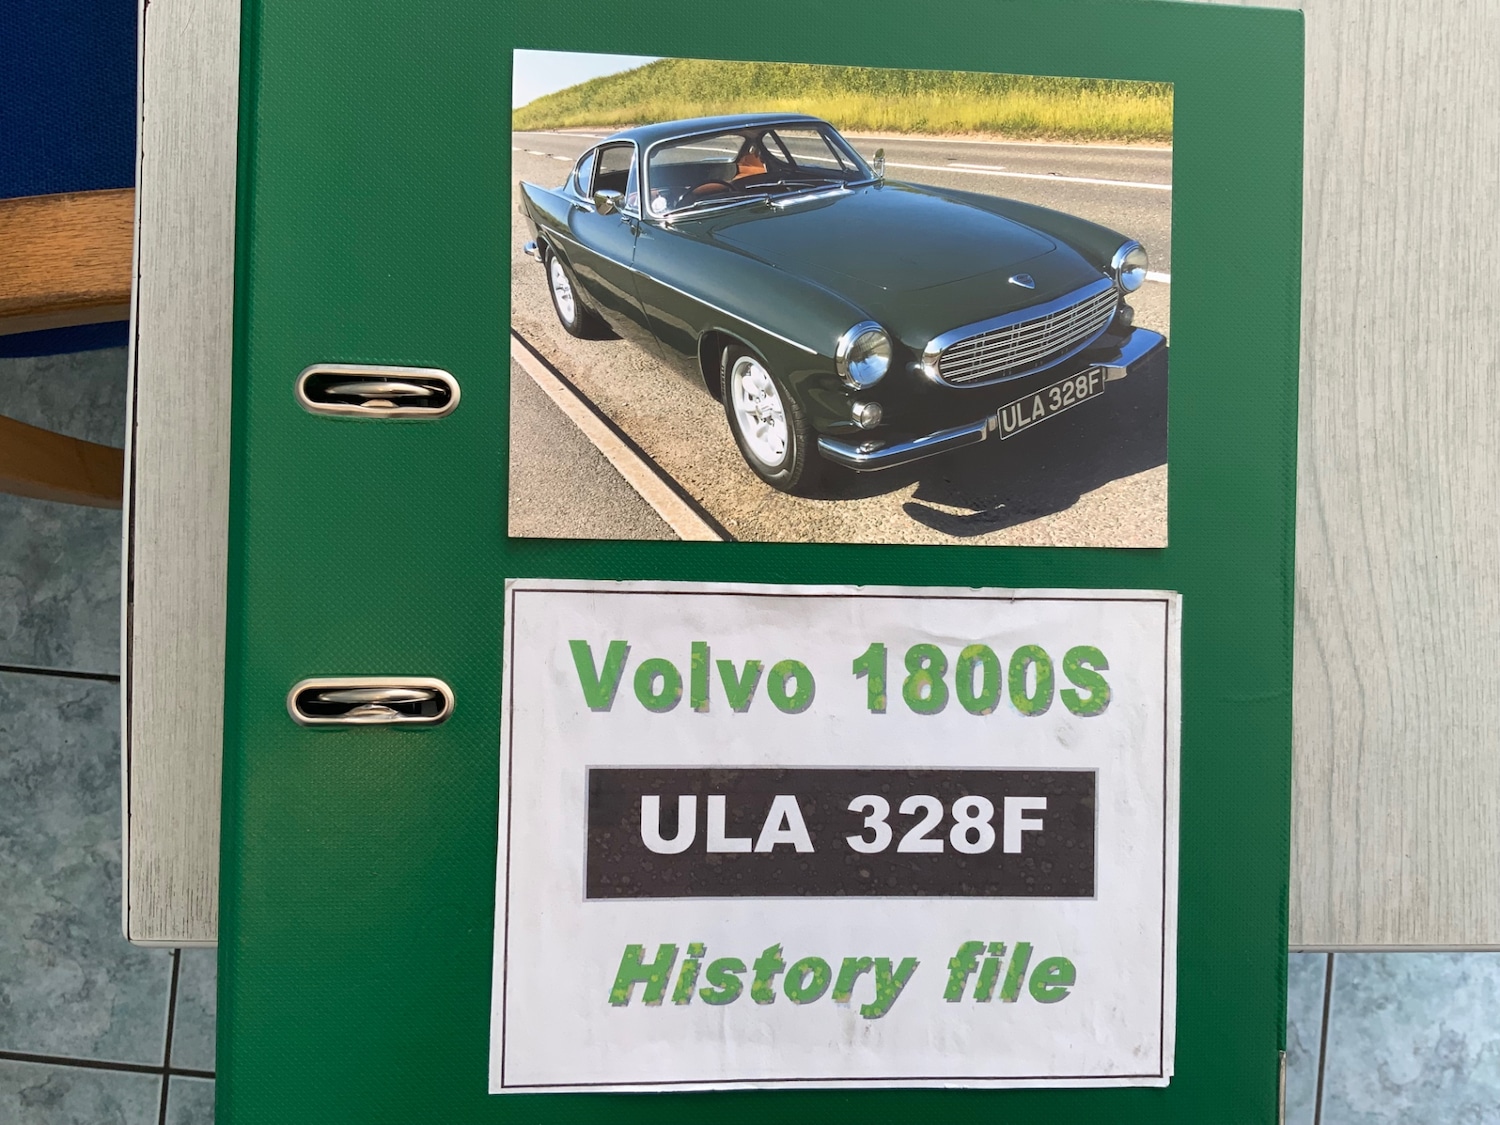 ULA 328F
Volvo 1800S
ULA 328F
History file